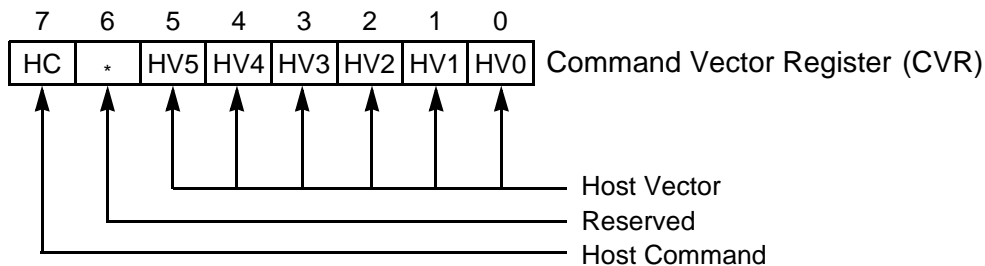 7 6 5 4 3 2 1 0
HC * HV5 HV4 HV3 HV2 HV1 HV0 Command Vector Register (CVR)
Host Vector
Reserved
Host Command